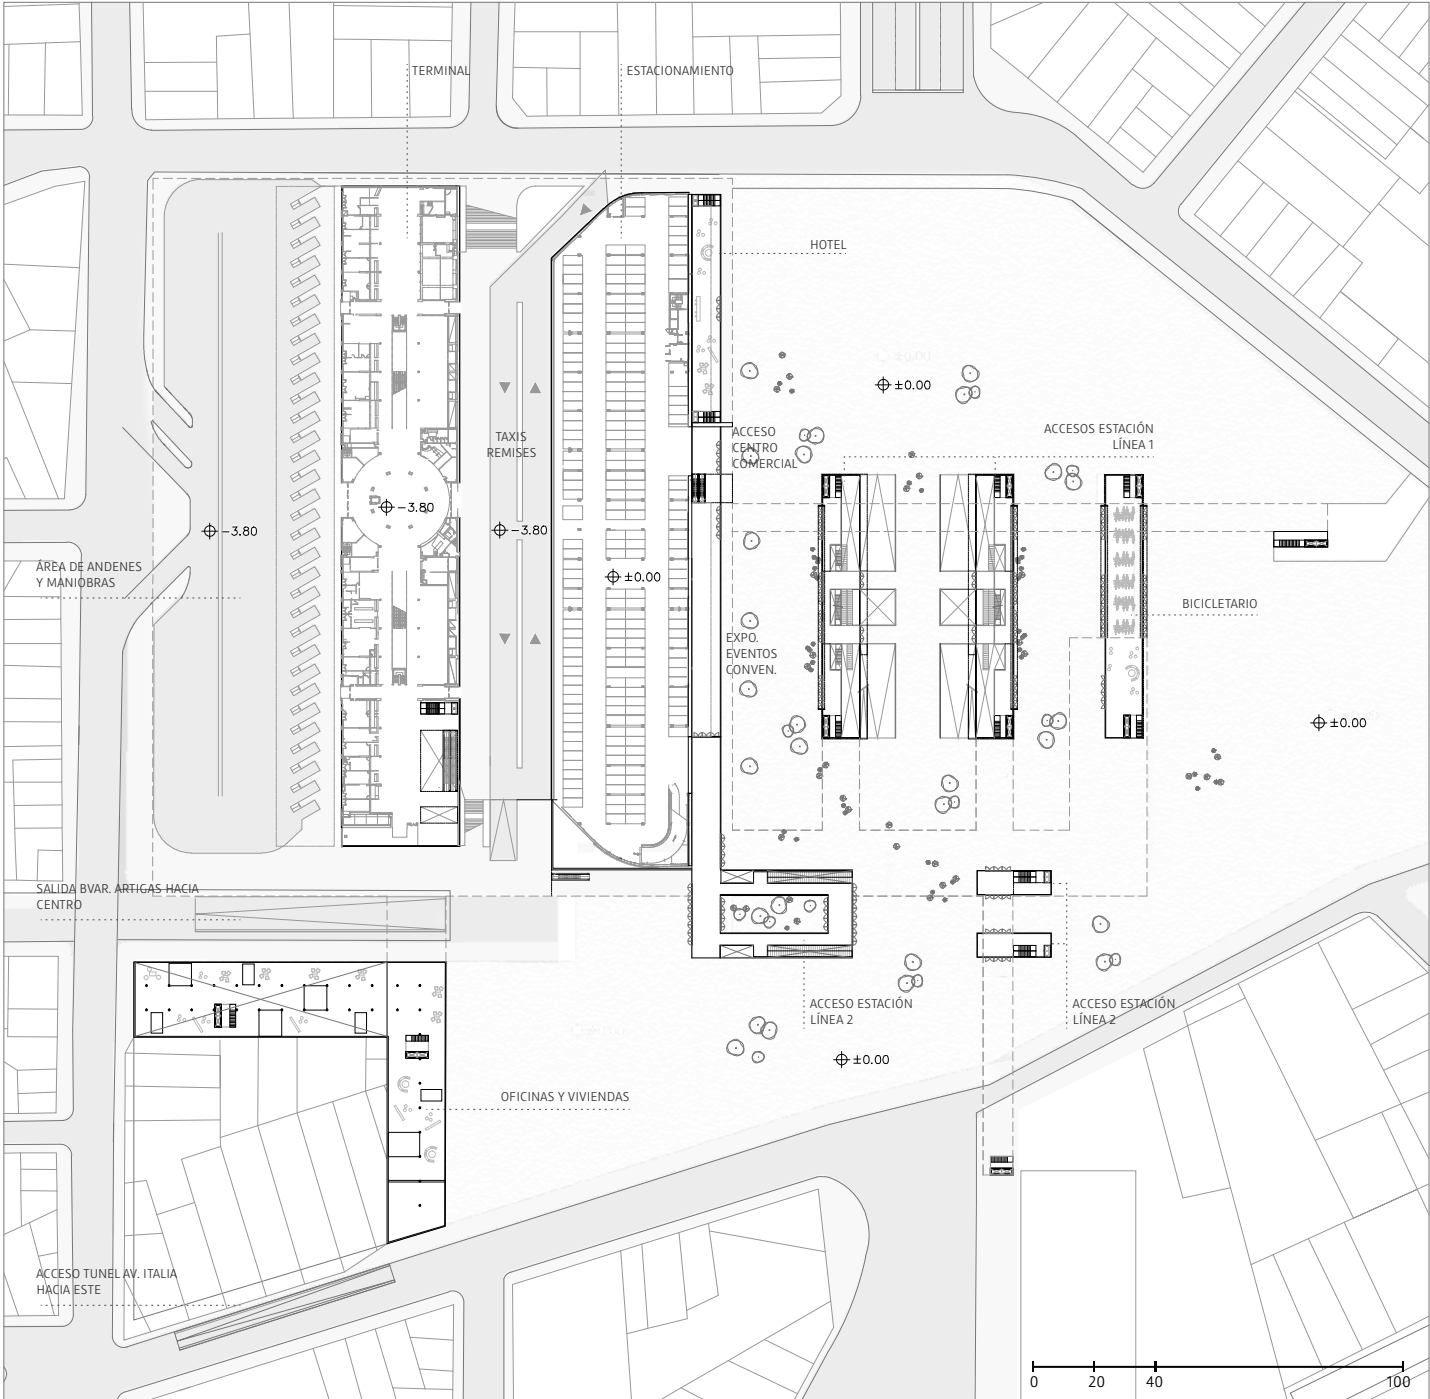 TERMINAL
ESTACIONAMIENTO
HOTEL
±0.00
ACCESO
CENTRO
COMERCIAL
ACCESOS ESTACIÓN
LÍNEA 1
TAXIS
REMISES
-3.80
-3.80
-3.80
±0.00
ÁREA DE ANDENES
Y MANIOBRAS
BICICLETARIO
EXPO.
EVENTOS
CONVEN.
±0.00
SALIDA BVAR. ARTIGAS HACIA
CENTRO
ACCESO ESTACIÓN
LÍNEA 2
ACCESO ESTACIÓN
LÍNEA 2
±0.00
OFICINAS Y VIVIENDAS
ACCESO TUNEL AV. ITALIA
HACIA ESTE
0 20 40 100